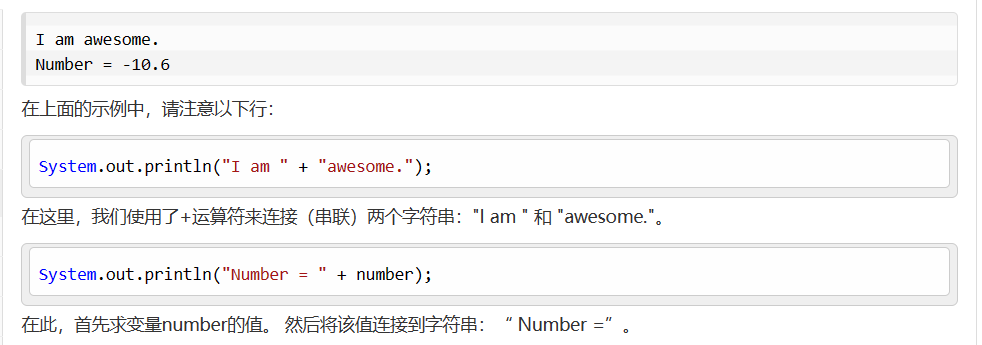 I am awesome.
Number = -10.6
在上面的示例中，请注意以下行：
System.out.println("I am " + "awesome.");
在这里，我们使用了+运算符来连接（串联）两个字符串："I am " 和 "awesome."。
System.out.println("Number = " + number);
在此，首先求变量number的值。 然后将该值连接到字符串：“ Number =”。